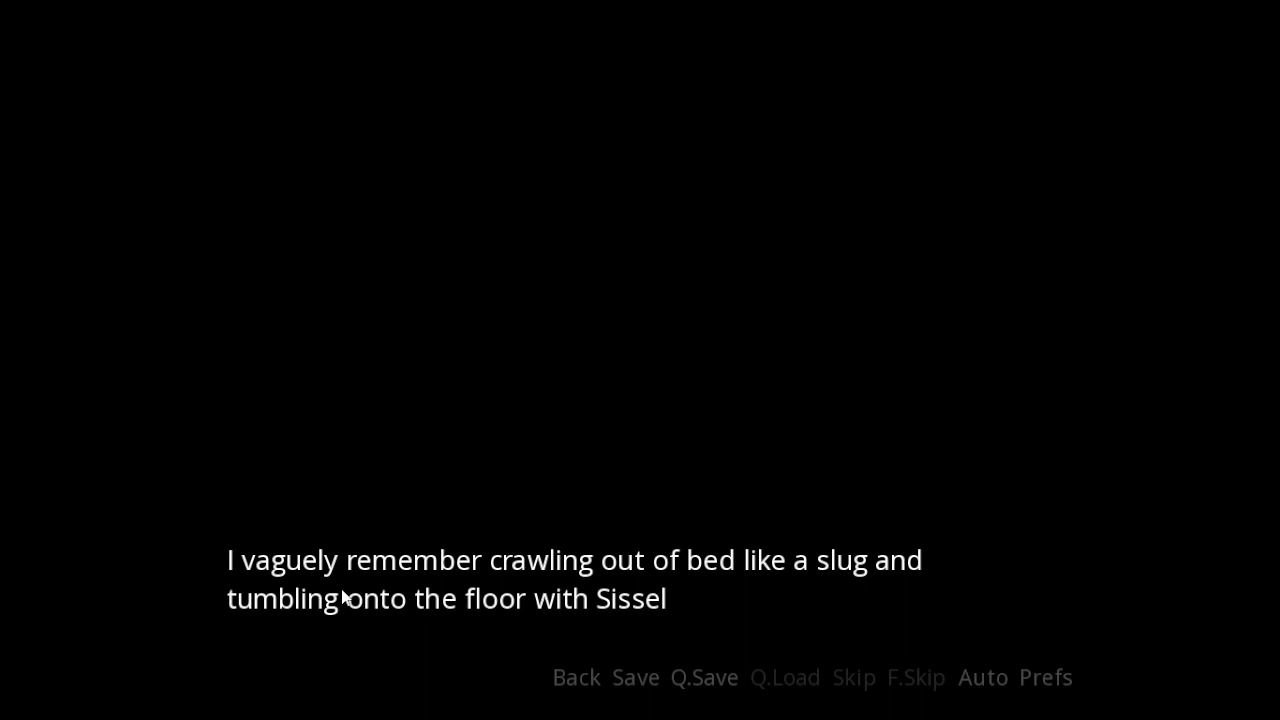 I vaguely remember crawling out of bed like a slug and
tumbling onto the floor with Sissel
Back Save Q.Save Q.Load Skip F.Skip Auto Prefs